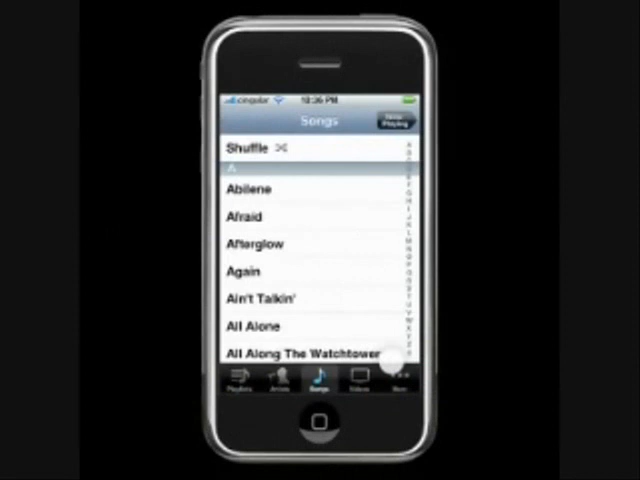 cingular 10:36 PM
Songs
Now Playing
Shuffle
A
Abilene
Afraid
Afterglow
Again
Ain't Talkin'
All Alone
All Along The Watchtower
Playlists Artists Songs Videos More